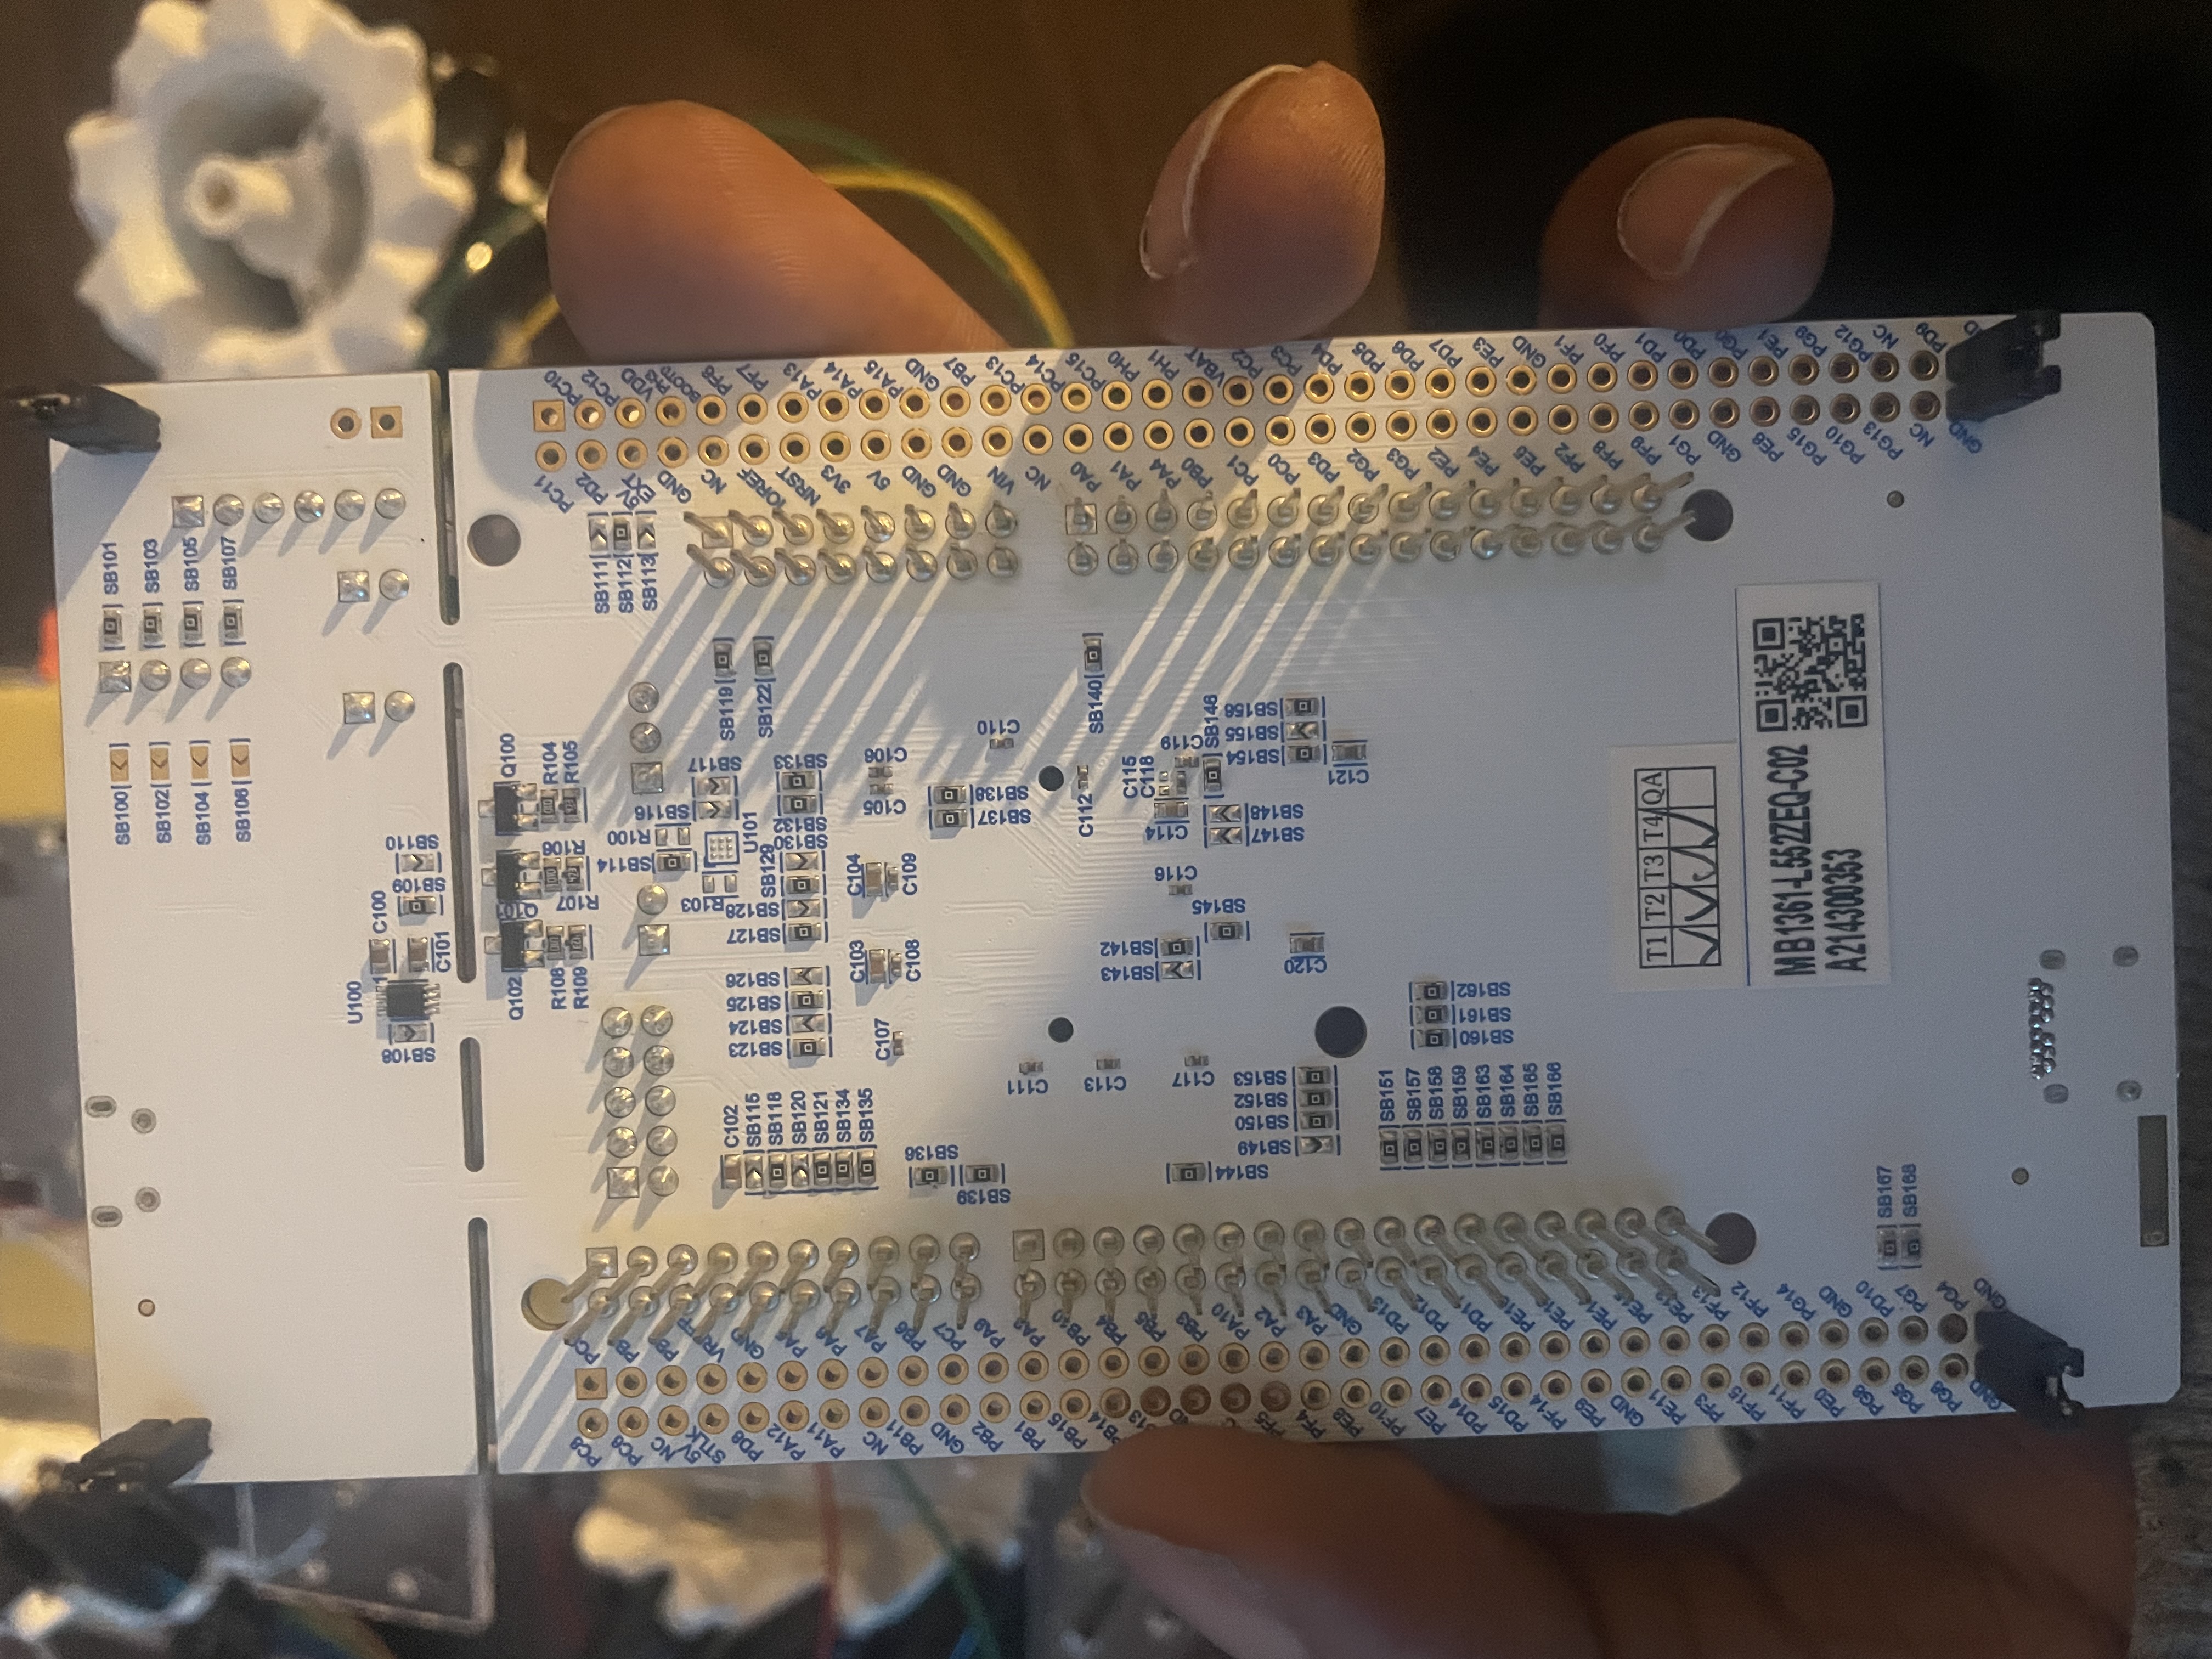 SB100 SB101
SB102 SB103
SB104 SB105
SB106 SB107
U100
1 C100
SB108
C101
SB109
SB110
Q102 Q101 Q100
R108 R107 R106 R104
R109 R105
SB114
R100
SB116
SB111
SB112
SB113
R103
U101
SB117
C102
SB115
SB118
SB120
SB121
SB134
SB135
SB123
SB124
SB125
SB126
SB127
SB128
SB129
SB130
SB132
SB133
SB119
SB122
C103 C104
C107
C108 C109
C105
C106
SB136
SB139
SB137
SB138
C110
C111
C112
C113
SB140
SB143
SB142
C115
C118
C114
C116
C119
C117
SB144
SB145
SB146
SB147
SB148
SB149
SB150
SB152
SB153
SB154
SB155
SB156
C120
C121
SB151
SB157
SB158
SB159
SB163
SB164
SB165
SB166
SB160
SB161
SB162
T1 T2 T3 T4 QA
MB1361-L552ZEQ-C02
A214300353
SB167
SB168
PC8
PC6
5V_NC
STLK
PD8
PA12
PA11
NC
PB11
GND
PB2
PB1
PB15
PB14
PF5
PF4
PE8
PF10
PE7
PD14
PD15
PF14
PE9
GND
PE11
PF3
PF15
PF11
PE0
PG8
PG5
PG6
GND
GND
PA5
PA6
PA7
PB6
PC7
PA9
PA8
PB10
PB4
PB5
PB3
PA10
PA2
PA3
GND
PD13
PD12
PD11
PE10
PE14
PE15
PF13
PF12
PG14
GND
PD10
PG7
PG4
GND
PC11
PD2
5V
EXT
GND
NC
IOREF
NRST
3V3
5V
GND
GND
VIN
NC
PA0
PA1
PA4
PB0
PC1
PC0
PD3
PG2
PG3
PE2
PE4
PE5
PF2
PF8
PF9
PG1
GND
PE6
PG15
PG10
PG13
NC
GND
PC10
PC12
VDD
PH3
BOOT0
PF6
PF7
PA13
PA14
PA15
GND
PB7
PC13
PC14
PC15
PH0
PH1
VBAT
PC2
PC3
PD4
PD5
PD6
PD7
PE3
GND
PF1
PF0
PD1
PD0
PG0
PE1
PG9
PG12
NC
PD9